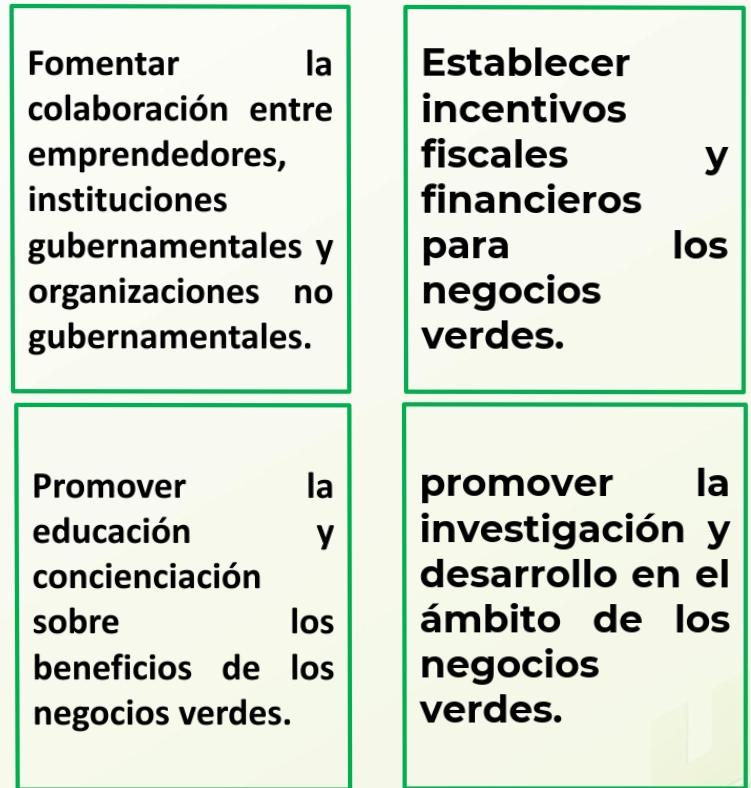 Fomentar la
colaboración entre
emprendedores,
instituciones
gubernamentales y
organizaciones no
gubernamentales.
Establecer
incentivos
fiscales y
financieros
para los
negocios
verdes.
Promover la
educación y
concienciación
sobre los
beneficios de los
negocios verdes.
promover la
investigación y
desarrollo en el
ámbito de los
negocios
verdes.